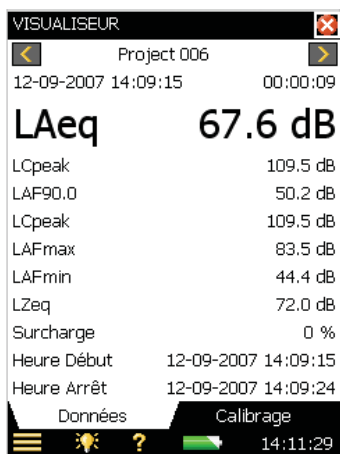 VISUALISEUR
Project 006
12-09-2007 14:09:15 00:00:09
LAeq 67.6 dB
LCpeak 109.5 dB
LAF90.0 50.2 dB
LCpeak 109.5 dB
LAFmax 83.5 dB
LAFmin 44.4 dB
LZeq 72.0 dB
Surcharge 0 %
Heure Début 12-09-2007 14:09:15
Heure Arrêt 12-09-2007 14:09:24
Données Calibrage
? 14:11:29